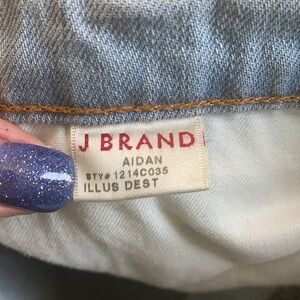 J BRAND
AIDAN
STY# 1214C035
ILLUS DEST